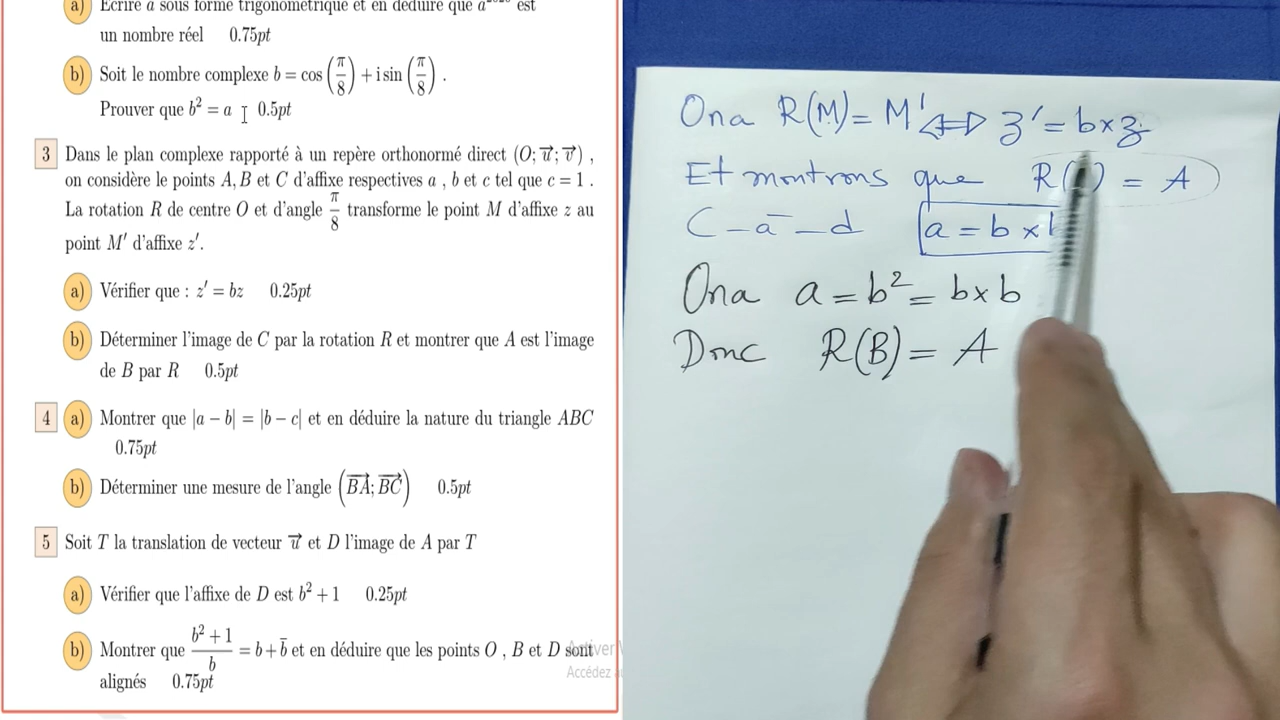 a) Ecrire a sous forme trigonométrique et en déduire que a est
un nombre réel 0.75pt
b) Soit le nombre complexe b = cos(π/8) + i sin(π/8) .
Prouver que b² = a 0.5pt
3 Dans le plan complexe rapporté à un repère orthonormé direct (O; u⃗; v⃗) ,
on considère le points A, B et C d'affixe respectives a , b et c tel que c = 1 .
La rotation R de centre O et d'angle π/8 transforme le point M d'affixe z au
point M′ d'affixe z′.
a) Vérifier que : z′ = bz 0.25pt
b) Déterminer l'image de C par la rotation R et montrer que A est l'image
de B par R 0.5pt
4 a) Montrer que |a − b| = |b − c| et en déduire la nature du triangle ABC
0.75pt
b) Déterminer une mesure de l'angle (BA⃗; BC⃗) 0.5pt
5 Soit T la translation de vecteur u⃗ et D l'image de A par T
a) Vérifier que l'affixe de D est b² + 1 0.25pt
b) Montrer que (b² + 1)/b = b + b̄ et en déduire que les points O , B et D sont
alignés 0.75pt
Accédez
Ona R(M) = M' ⟺ z' = b×z
Et montrons que R( ) = A
C-à-d a = b ×
Ona a = b² = b×b
Donc R(B) = A